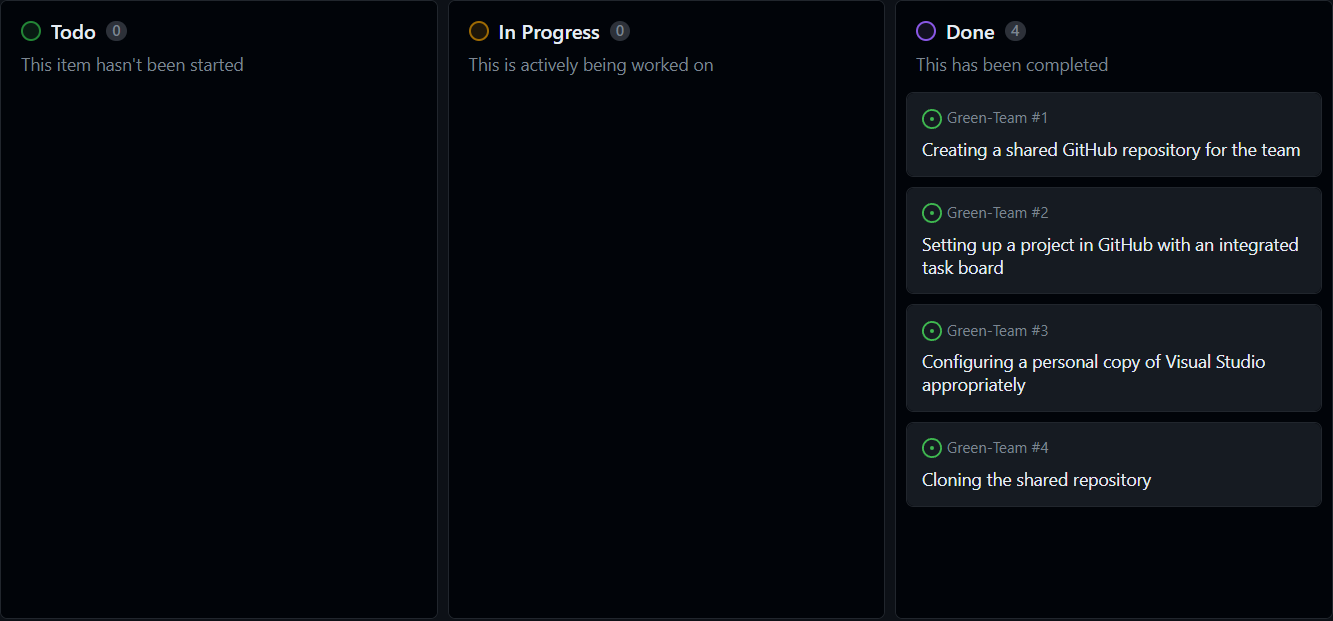 Todo 0
This item hasn't been started
In Progress 0
This is actively being worked on
Done 4
This has been completed
Green-Team #1
Creating a shared GitHub repository for the team
Green-Team #2
Setting up a project in GitHub with an integrated
task board
Green-Team #3
Configuring a personal copy of Visual Studio
appropriately
Green-Team #4
Cloning the shared repository